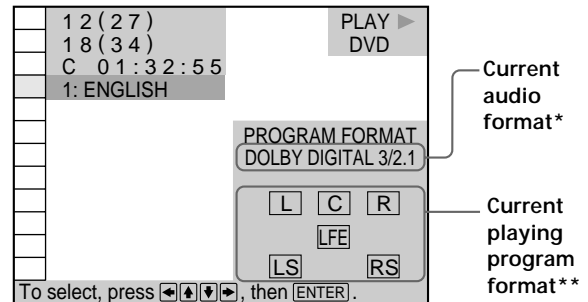 12(27)
18(34)
C 01:32:55
1: ENGLISH
PLAY ▶
DVD
PROGRAM FORMAT
DOLBY DIGITAL 3/2.1
L C R
LFE
LS RS
To select, press ←↑↓→, then ENTER.
Current
audio
format*
Current
playing
program
format**